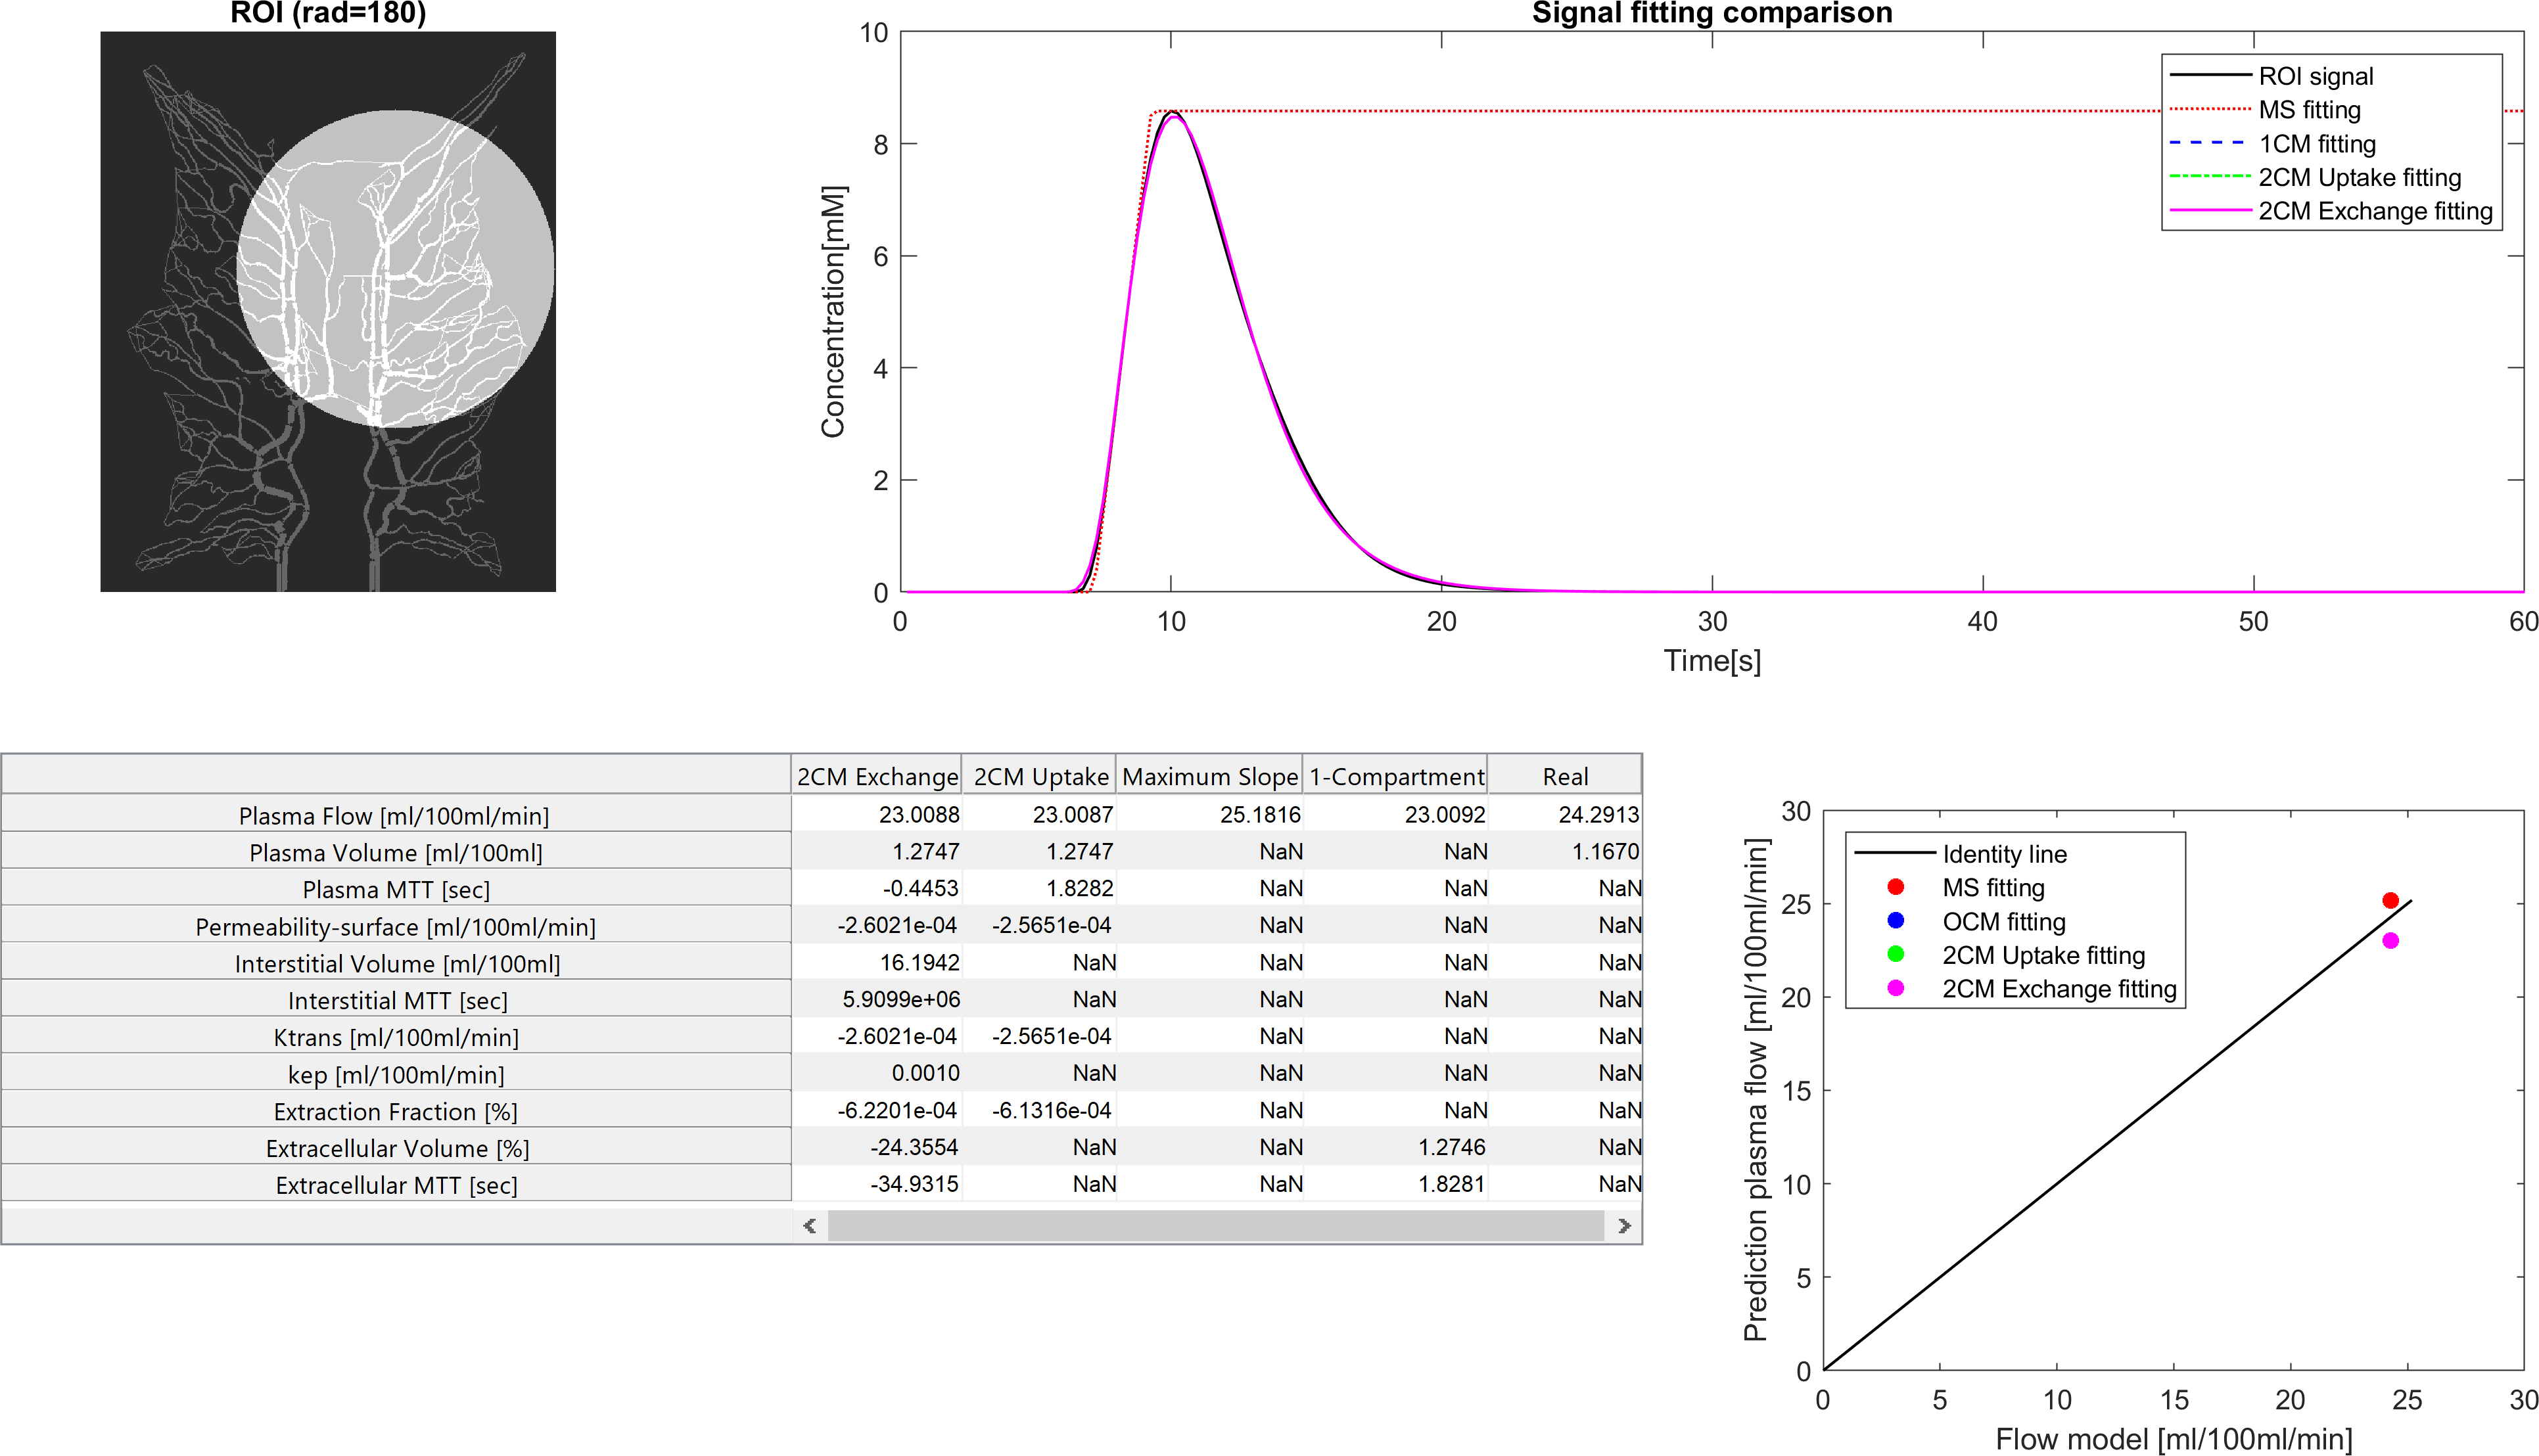 ROI (rad=180)
Signal fitting comparison
Concentration[mM]
10
8
6
4
2
0
0 10 20 30 40 50 60
Time[s]
ROI signal
MS fitting
1CM fitting
2CM Uptake fitting
2CM Exchange fitting
2CM Exchange 2CM Uptake Maximum Slope 1-Compartment Real
Plasma Flow [ml/100ml/min] 23.0088 23.0087 25.1816 23.0092 24.2913
Plasma Volume [ml/100ml] 1.2747 1.2747 NaN NaN 1.1670
Plasma MTT [sec] -0.4453 1.8282 NaN NaN NaN
Permeability-surface [ml/100ml/min] -2.6021e-04 -2.5651e-04 NaN NaN NaN
Interstitial Volume [ml/100ml] 16.1942 NaN NaN NaN NaN
Interstitial MTT [sec] 5.9099e+06 NaN NaN NaN NaN
Ktrans [ml/100ml/min] -2.6021e-04 -2.5651e-04 NaN NaN NaN
kep [ml/100ml/min] 0.0010 NaN NaN NaN NaN
Extraction Fraction [%] -6.2201e-04 -6.1316e-04 NaN NaN NaN
Extracellular Volume [%] -24.3554 NaN NaN 1.2746 NaN
Extracellular MTT [sec] -34.9315 NaN NaN 1.8281 NaN
Prediction plasma flow [ml/100ml/min]
30
25
20
15
10
5
0
Identity line
MS fitting
OCM fitting
2CM Uptake fitting
2CM Exchange fitting
0 5 10 15 20 25 30
Flow model [ml/100ml/min]